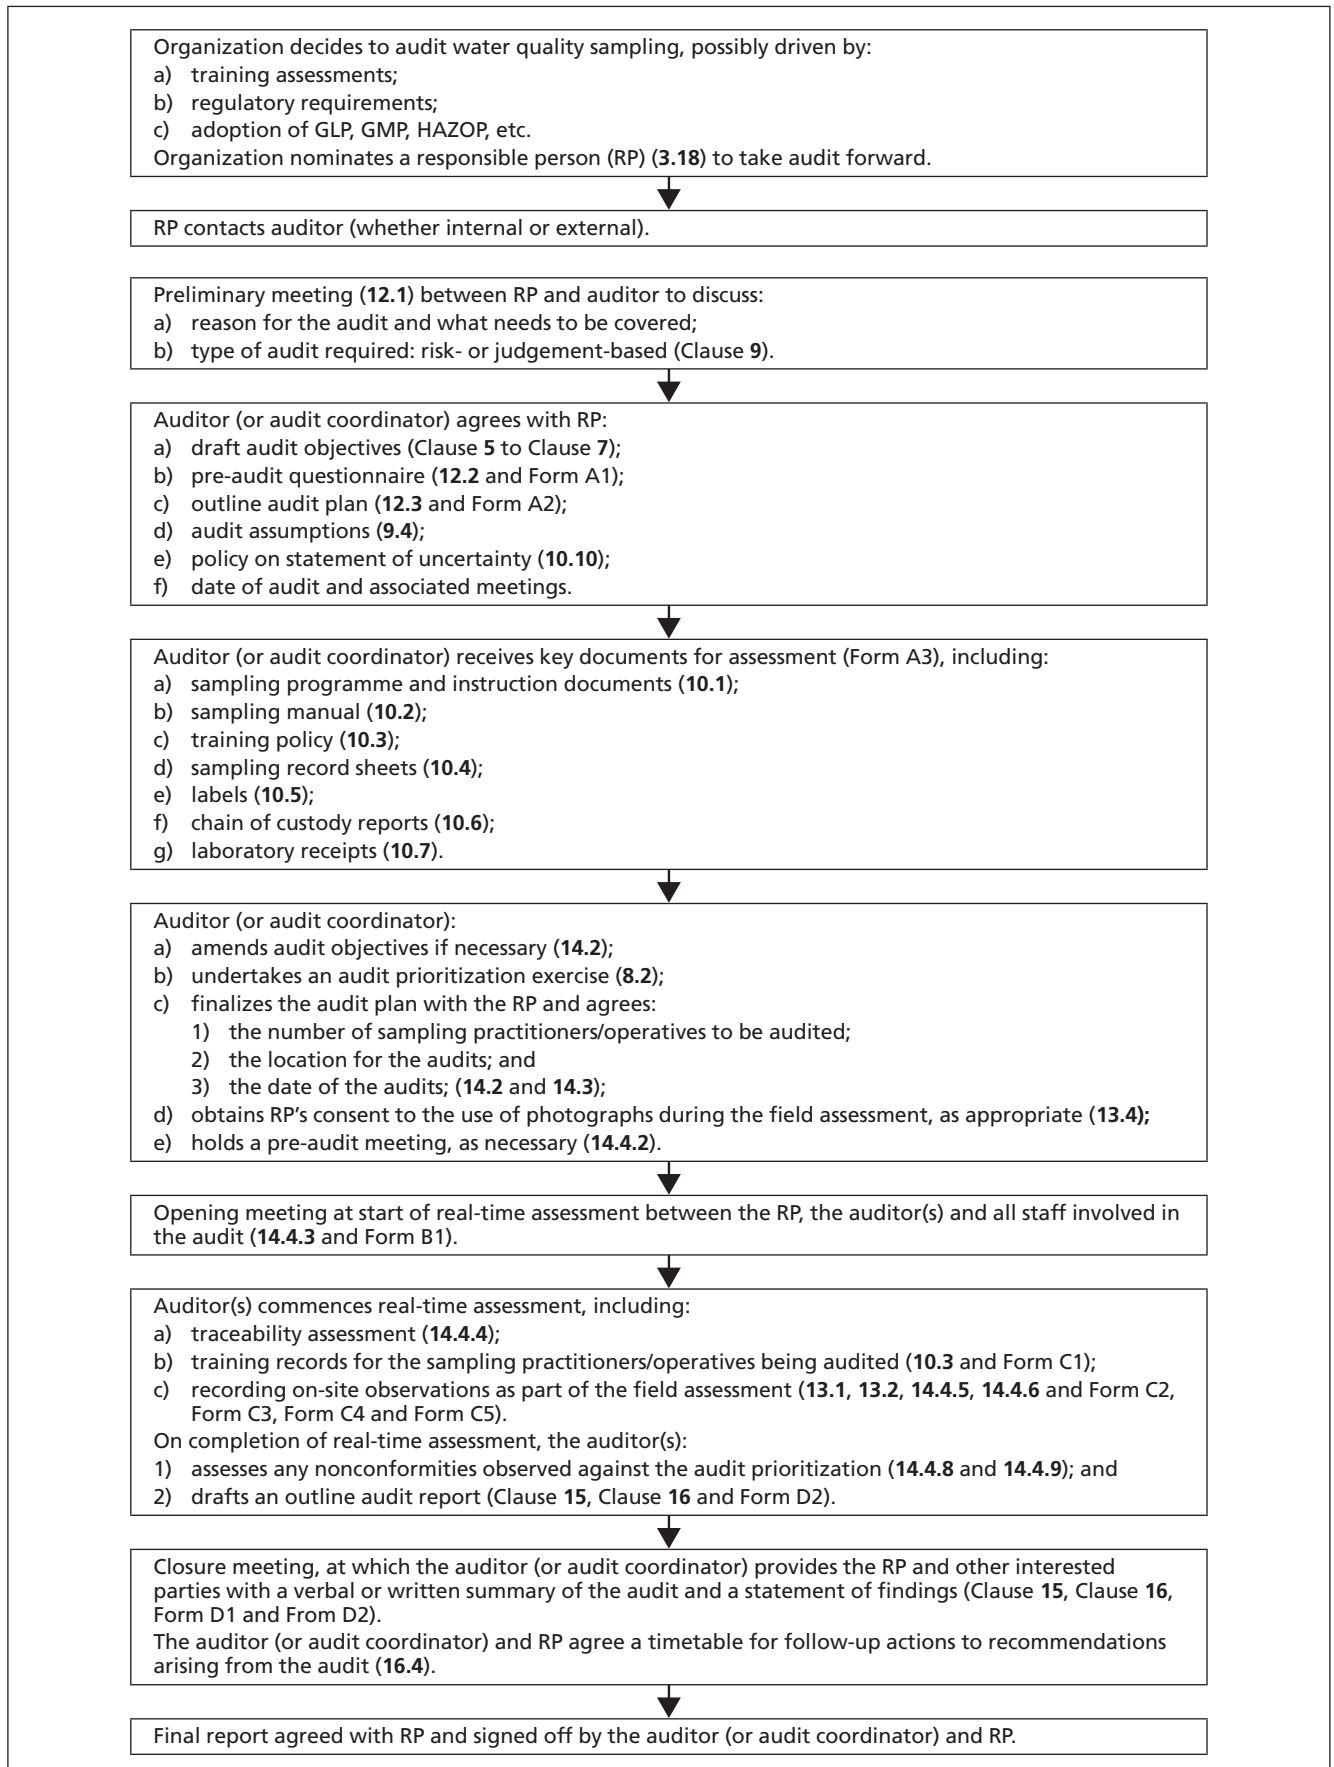 Organization decides to audit water quality sampling, possibly driven by:
a) training assessments;
b) regulatory requirements;
c) adoption of GLP, GMP, HAZOP, etc.
Organization nominates a responsible person (RP) (3.18) to take audit forward.
RP contacts auditor (whether internal or external).
Preliminary meeting (12.1) between RP and auditor to discuss:
a) reason for the audit and what needs to be covered;
b) type of audit required: risk- or judgement-based (Clause 9).
Auditor (or audit coordinator) agrees with RP:
a) draft audit objectives (Clause 5 to Clause 7);
b) pre-audit questionnaire (12.2 and Form A1);
c) outline audit plan (12.3 and Form A2);
d) audit assumptions (9.4);
e) policy on statement of uncertainty (10.10);
f) date of audit and associated meetings.
Auditor (or audit coordinator) receives key documents for assessment (Form A3), including:
a) sampling programme and instruction documents (10.1);
b) sampling manual (10.2);
c) training policy (10.3);
d) sampling record sheets (10.4);
e) labels (10.5);
f) chain of custody reports (10.6);
g) laboratory receipts (10.7).
Auditor (or audit coordinator):
a) amends audit objectives if necessary (14.2);
b) undertakes an audit prioritization exercise (8.2);
c) finalizes the audit plan with the RP and agrees:
1) the number of sampling practitioners/operatives to be audited;
2) the location for the audits; and
3) the date of the audits; (14.2 and 14.3);
d) obtains RP's consent to the use of photographs during the field assessment, as appropriate (13.4);
e) holds a pre-audit meeting, as necessary (14.4.2).
Opening meeting at start of real-time assessment between the RP, the auditor(s) and all staff involved in
the audit (14.4.3 and Form B1).
Auditor(s) commences real-time assessment, including:
a) traceability assessment (14.4.4);
b) training records for the sampling practitioners/operatives being audited (10.3 and Form C1);
c) recording on-site observations as part of the field assessment (13.1, 13.2, 14.4.5, 14.4.6 and Form C2,
Form C3, Form C4 and Form C5).
On completion of real-time assessment, the auditor(s):
1) assesses any nonconformities observed against the audit prioritization (14.4.8 and 14.4.9); and
2) drafts an outline audit report (Clause 15, Clause 16 and Form D2).
Closure meeting, at which the auditor (or audit coordinator) provides the RP and other interested
parties with a verbal or written summary of the audit and a statement of findings (Clause 15, Clause 16,
Form D1 and From D2).
The auditor (or audit coordinator) and RP agree a timetable for follow-up actions to recommendations
arising from the audit (16.4).
Final report agreed with RP and signed off by the auditor (or audit coordinator) and RP.